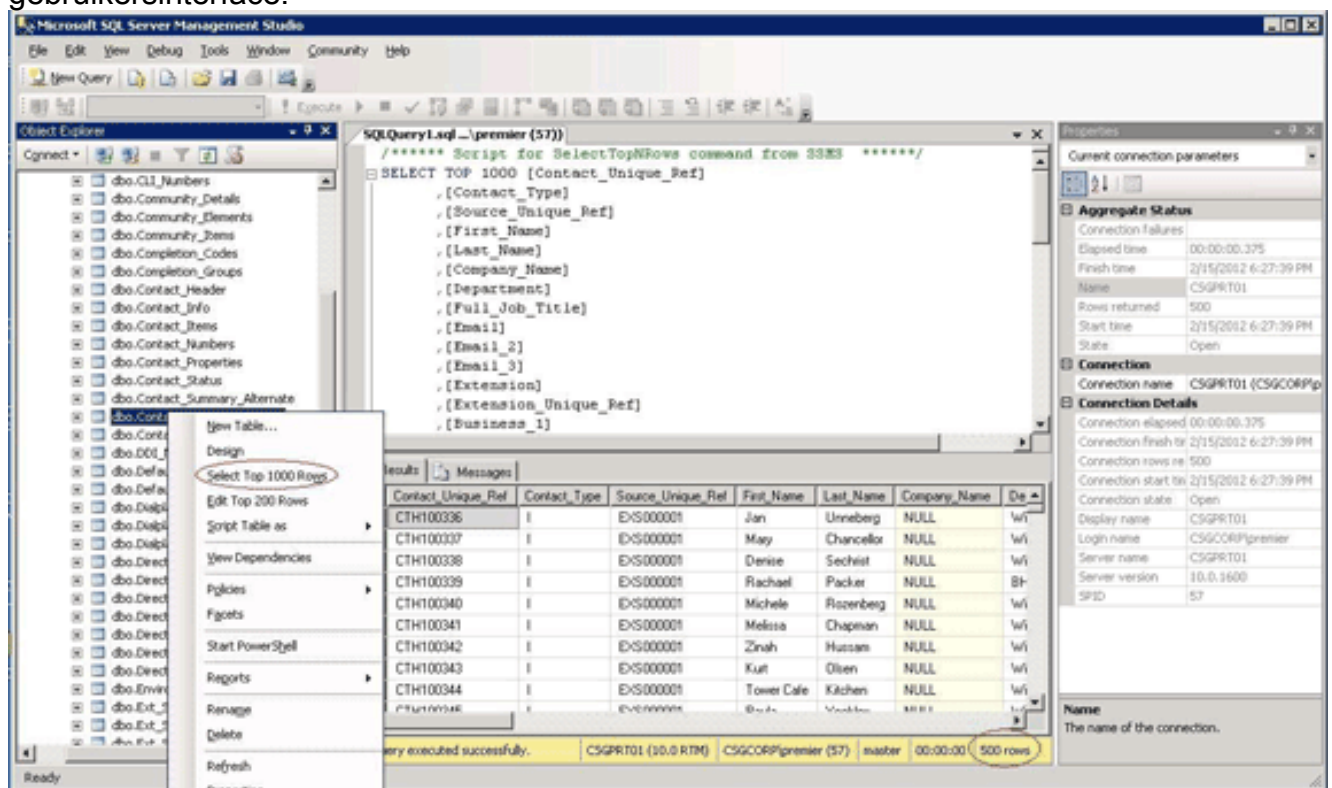 gebruikersinterface.
Microsoft SQL Server Management Studio
File Edit View Debug Tools Window Community Help
New Query
Execute
Object Explorer
Connect
dbo.CLI_Numbers
dbo.Community_Details
dbo.Community_Elements
dbo.Community_Items
dbo.Completion_Codes
dbo.Completion_Groups
dbo.Contact_Header
dbo.Contact_Info
dbo.Contact_Items
dbo.Contact_Numbers
dbo.Contact_Properties
dbo.Contact_Status
dbo.Contact_Summary_Alternate
New Table...
Design
Select Top 1000 Rows
Edit Top 200 Rows
Script Table as
View Dependencies
Policies
Facets
Start PowerShell
Reports
Rename
Delete
Refresh
SQLQuery1.sql ...\premier (57))
/****** Script for SelectTopNRows command from SSMS ******/
SELECT TOP 1000 [Contact_Unique_Ref]
,[Contact_Type]
,[Source_Unique_Ref]
,[First_Name]
,[Last_Name]
,[Company_Name]
,[Department]
,[Full_Job_Title]
,[Email]
,[Email_2]
,[Email_3]
,[Extension]
,[Extension_Unique_Ref]
,[Business_1]
Messages
Contact_Unique_Ref Contact_Type Source_Unique_Ref First_Name Last_Name Company_Name De
CTH100336 I EXS000001 Jan Unneberg NULL Wi
CTH100337 I EXS000001 Mary Chancellor NULL Wi
CTH100338 I EXS000001 Denise Sechrist NULL Wi
CTH100339 I EXS000001 Rachael Packer NULL BH
CTH100340 I EXS000001 Michele Rozenberg NULL Wi
CTH100341 I EXS000001 Melissa Chapman NULL Wi
CTH100342 I EXS000001 Zinah Hussam NULL Wi
CTH100343 I EXS000001 Kurt Olsen NULL Wi
CTH100344 I EXS000001 Tower Cafe Kitchen NULL Wi
ery executed successfully. CSGPRT01 (10.0 RTM) CSGCORP\premier (57) master 00:00:00 500 rows
Properties
Current connection parameters
Aggregate Status
Connection failures
Elapsed time 00:00:00.375
Finish time 2/15/2012 6:27:39 PM
Name CSGPRT01
Rows returned 500
Start time 2/15/2012 6:27:39 PM
State Open
Connection
Connection name CSGPRT01 (CSGCORP\p
Connection Details
Connection elapsed 00:00:00.375
Connection finish tir 2/15/2012 6:27:39 PM
Connection rows re 500
Connection start tim 2/15/2012 6:27:39 PM
Connection state Open
Display name CSGPRT01
Login name CSGCORP\premier
Server name CSGPRT01
Server version 10.0.1600
SPID 57
Name
The name of the connection.
Ready